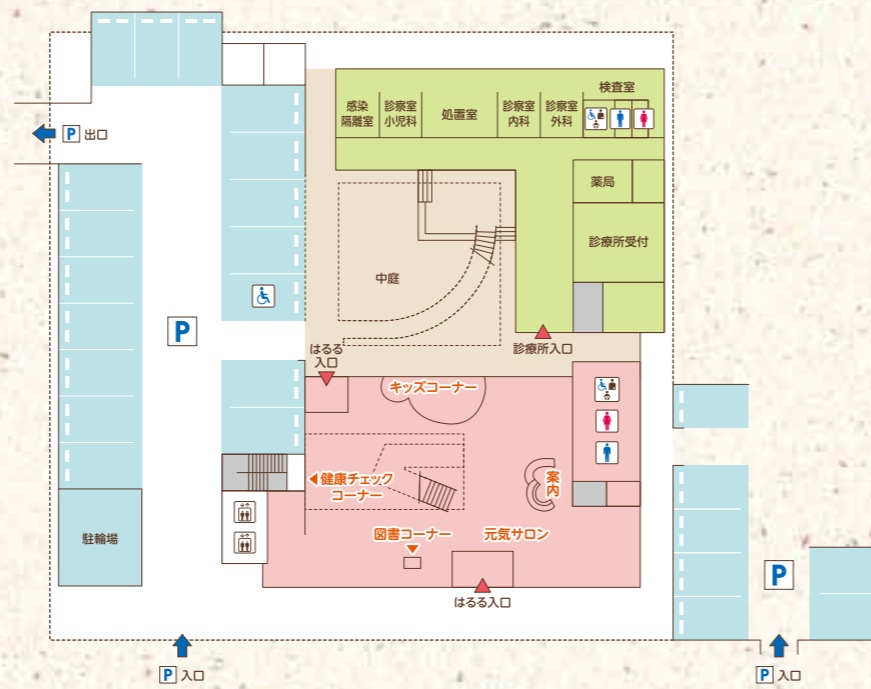 検査室
感染
隔離室
診察室
小児科
処置室
診察室
内科
診察室
外科
P 出口
薬局
診療所受付
中庭
P
診療所入口
はるる
入口
キッズコーナー
健康チェック
コーナー
案内
図書コーナー
元気サロン
駐輪場
P
はるる入口
P 入口
P 入口